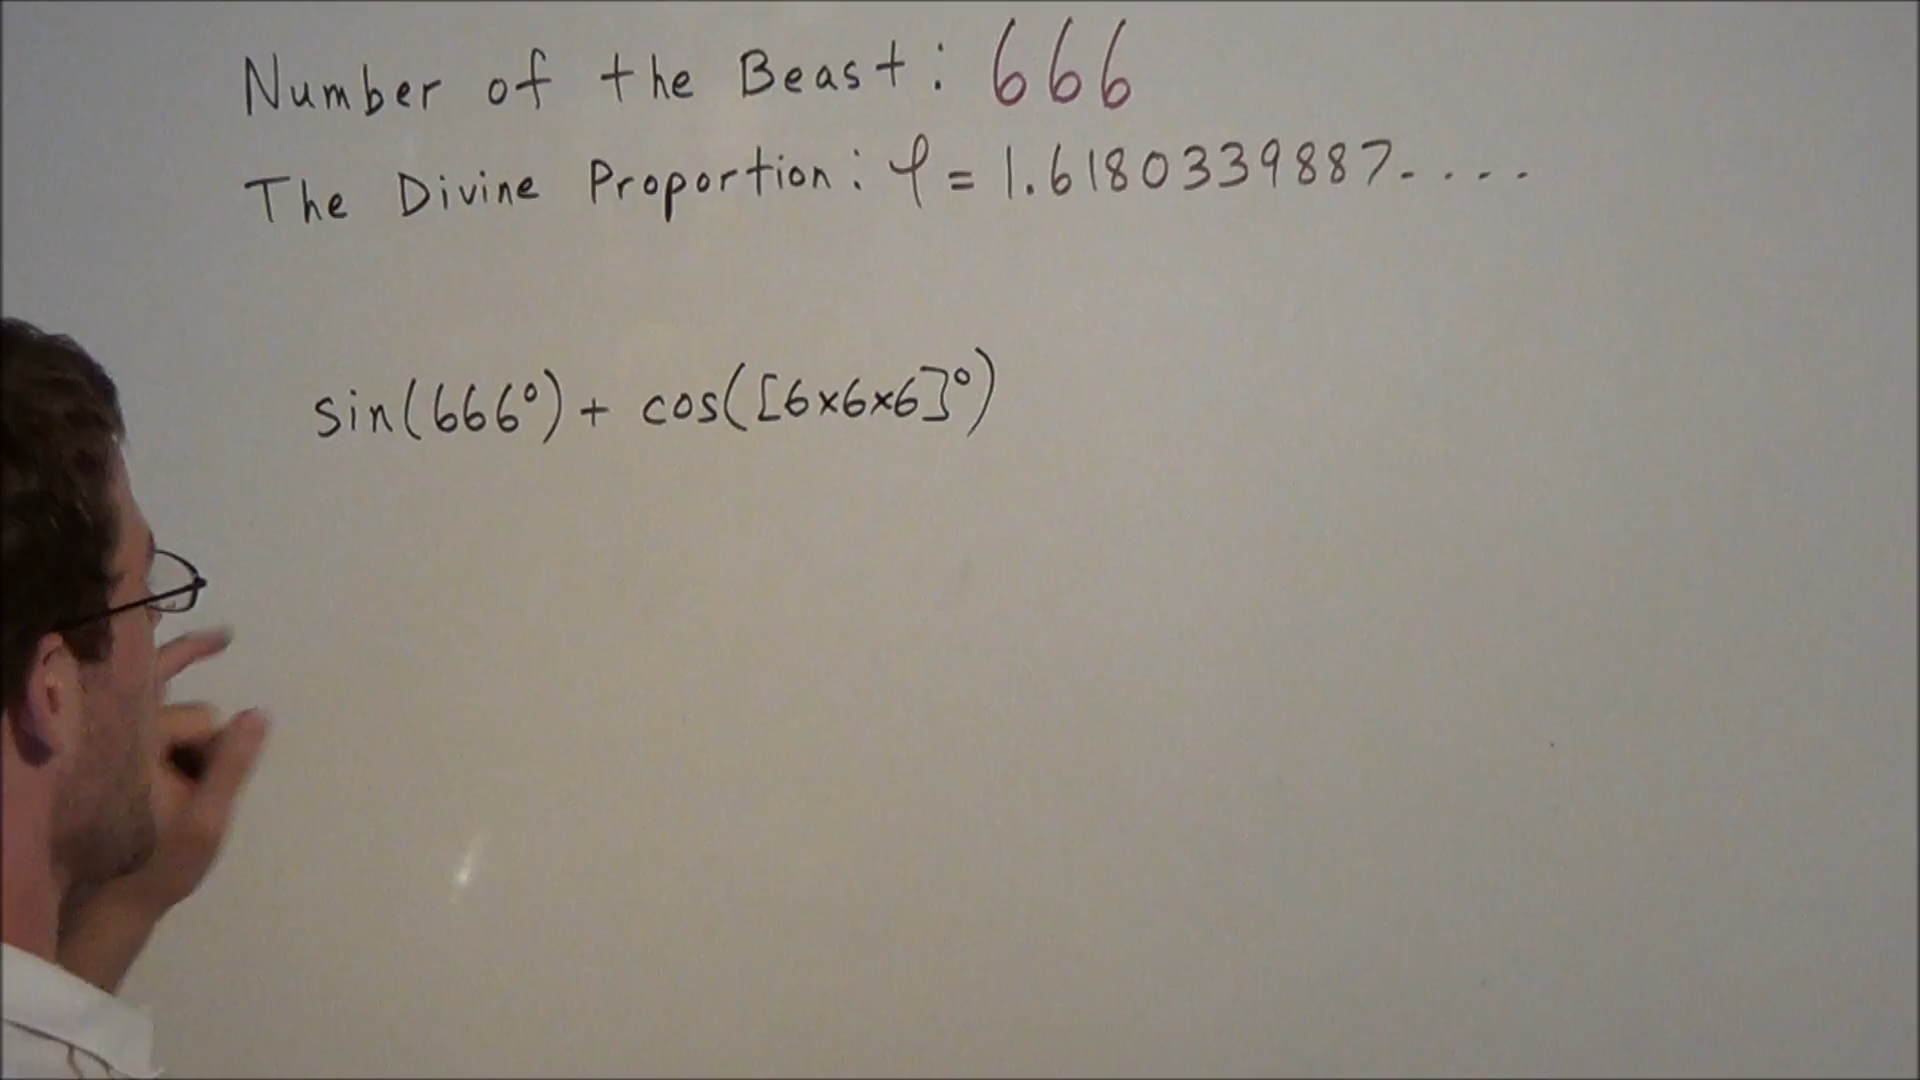 Number of the Beast: 666
The Divine Proportion: φ = 1.6180339887.....
sin(666°) + cos([6×6×6]°)